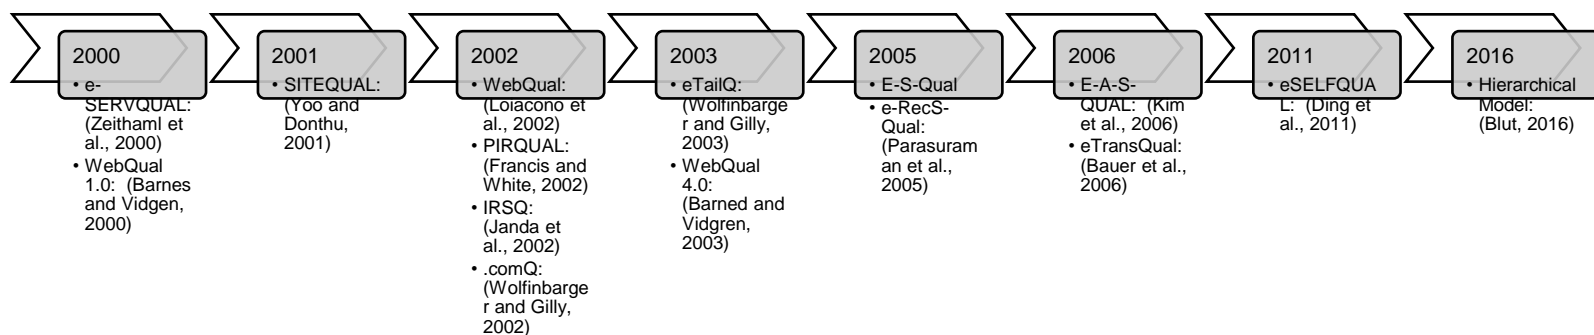 2000
• e-
SERVQUAL:
(Zeithaml et
al., 2000)
• WebQual
1.0: (Barnes
and Vidgen,
2000)
2001
• SITEQUAL:
(Yoo and
Donthu,
2001)
2002
• WebQual:
(Loiacono et
al., 2002)
• PIRQUAL:
(Francis and
White, 2002)
• IRSQ:
(Janda et
al., 2002)
• .comQ:
(Wolfinbarge
r and Gilly,
2002)
2003
• eTailQ:
(Wolfinbarge
r and Gilly,
2003)
• WebQual
4.0:
(Barned and
Vidgren,
2003)
2005
• E-S-Qual
• e-RecS-
Qual:
(Parasuram
an et al.,
2005)
2006
• E-A-S-
QUAL: (Kim
et al., 2006)
• eTransQual:
(Bauer et al.,
2006)
2011
• eSELFQUA
L: (Ding et
al., 2011)
2016
• Hierarchical
Model:
(Blut, 2016)